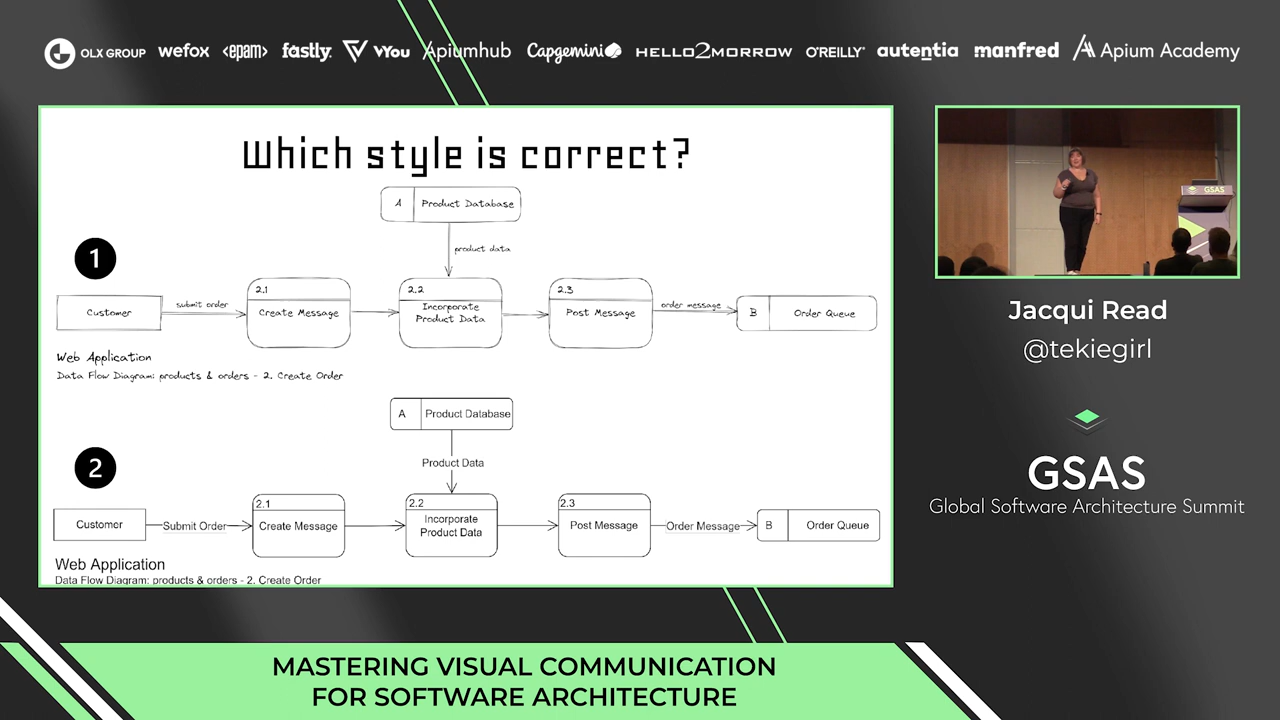 OLX GROUP wefox <epam> fastly. VYou Apiumhub Capgemini HELLO2MORROW O'REILLY autentia manfred Apium Academy
Which style is correct?
A Product Database
product data
1
2.1 2.2 2.3
Customer submit order Create Message Incorporate Product Data Post Message order message B Order Queue
Web Application
Data Flow Diagram: products & orders - 2. Create Order
A Product Database
Product Data
2
2.1 2.2 2.3
Customer Submit Order Create Message Incorporate Product Data Post Message Order Message B Order Queue
Web Application
Data Flow Diagram: products & orders - 2. Create Order
GSAS
Jacqui Read
@tekiegirl
GSAS
Global Software Architecture Summit
MASTERING VISUAL COMMUNICATION
FOR SOFTWARE ARCHITECTURE